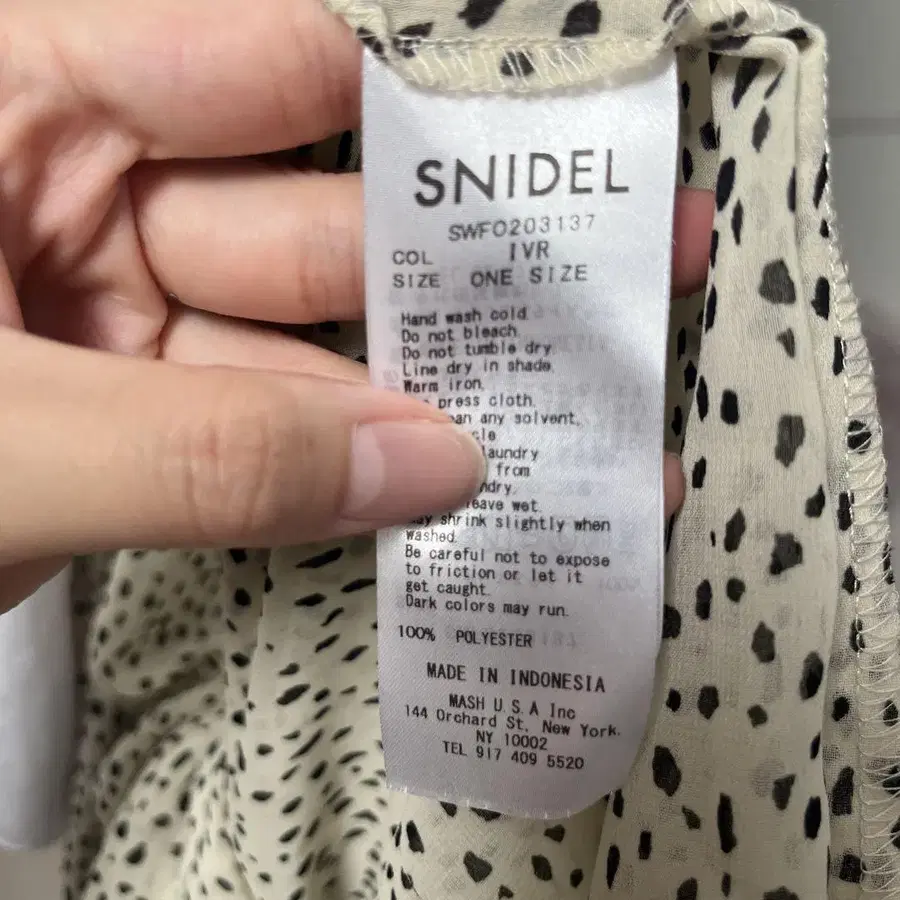 SNIDEL
SWFO203137
COL IVR
SIZE ONE SIZE
Hand wash cold
Do not bleach.
Do not tumble dry.
Line dry in shade.
Warm iron.
press cloth.
any solvent.
laundry
from
leave wet.
May shrink slightly when
washed.
Be careful not to expose
to friction or let it
get caught.
Dark colors may run.
100% POLYESTER
MADE IN INDONESIA
MASH U.S.A Inc
144 Orchard St, New York.
NY 10002
TEL 917 409 5520